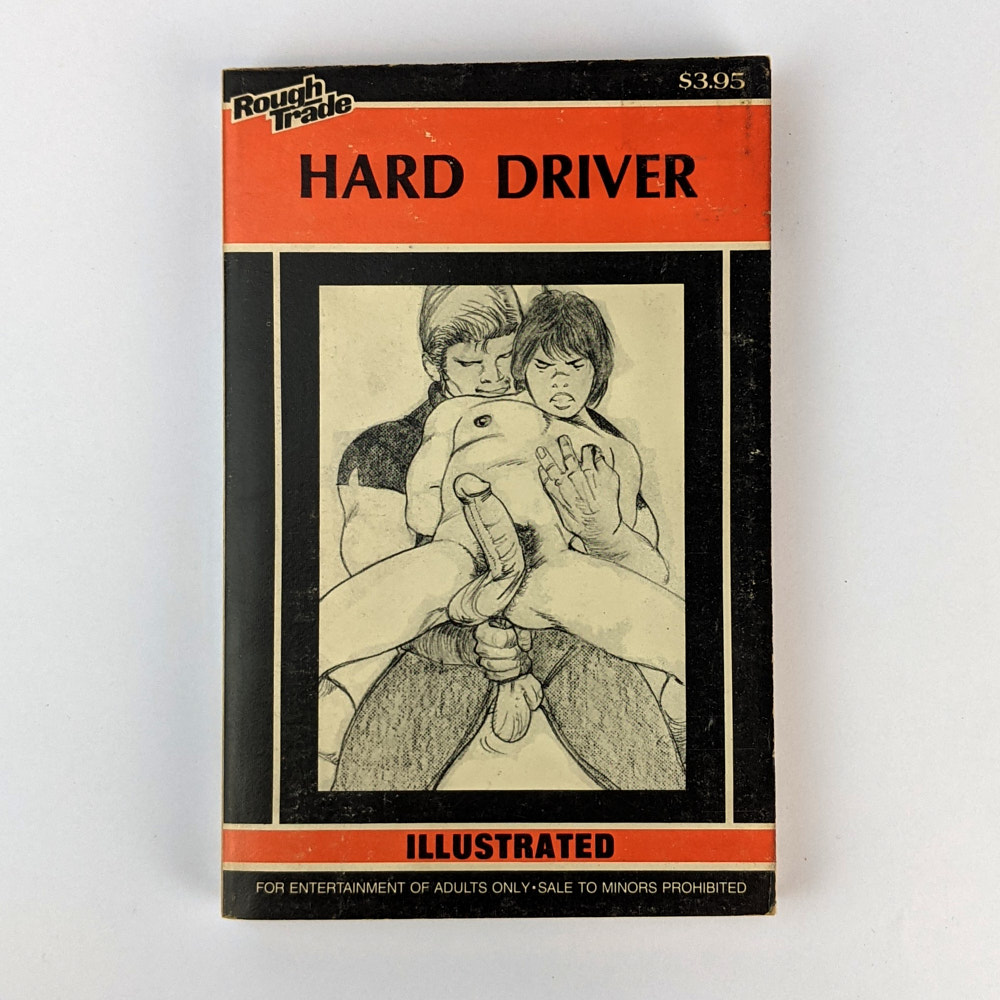 Rough
Trade
$3.95
HARD DRIVER
ILLUSTRATED
FOR ENTERTAINMENT OF ADULTS ONLY•SALE TO MINORS PROHIBITED